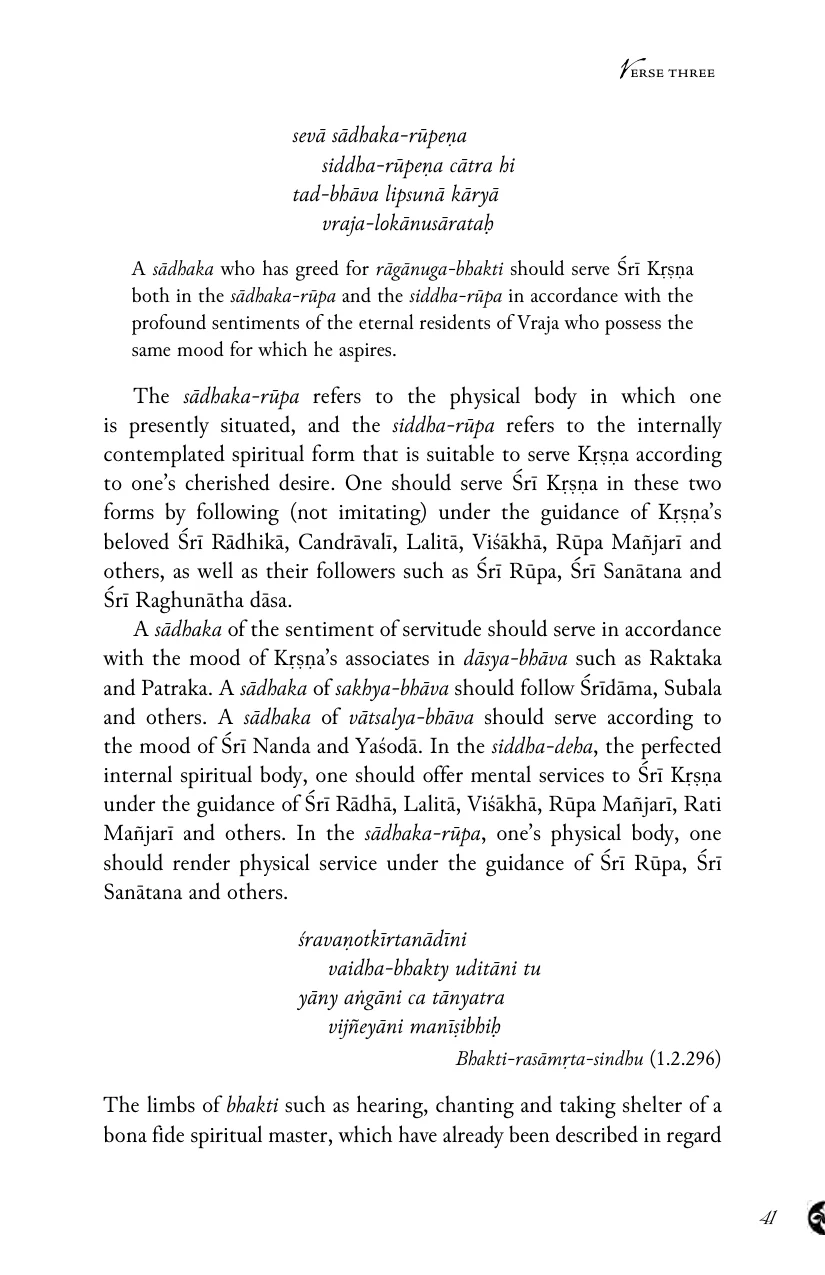 VERSE THREE
sevā sādhaka-rūpeṇa
siddha-rūpeṇa cātra hi
tad-bhāva lipsunā kāryā
vraja-lokānusārataḥ
A sādhaka who has greed for rāgānuga-bhakti should serve Śrī Kṛṣṇa
both in the sādhaka-rūpa and the siddha-rūpa in accordance with the
profound sentiments of the eternal residents of Vraja who possess the
same mood for which he aspires.
The sādhaka-rūpa refers to the physical body in which one
is presently situated, and the siddha-rūpa refers to the internally
contemplated spiritual form that is suitable to serve Kṛṣṇa according
to one’s cherished desire. One should serve Śrī Kṛṣṇa in these two
forms by following (not imitating) under the guidance of Kṛṣṇa’s
beloved Śrī Rādhikā, Candrāvalī, Lalitā, Viśākhā, Rūpa Mañjarī and
others, as well as their followers such as Śrī Rūpa, Śrī Sanātana and
Śrī Raghunātha dāsa.
A sādhaka of the sentiment of servitude should serve in accordance
with the mood of Kṛṣṇa’s associates in dāsya-bhāva such as Raktaka
and Patraka. A sādhaka of sakhya-bhāva should follow Śrīdāma, Subala
and others. A sādhaka of vātsalya-bhāva should serve according to
the mood of Śrī Nanda and Yaśodā. In the siddha-deha, the perfected
internal spiritual body, one should offer mental services to Śrī Kṛṣṇa
under the guidance of Śrī Rādhā, Lalitā, Viśākhā, Rūpa Mañjarī, Rati
Mañjarī and others. In the sādhaka-rūpa, one’s physical body, one
should render physical service under the guidance of Śrī Rūpa, Śrī
Sanātana and others.
śravaṇotkīrtanādīni
vaidha-bhakty uditāni tu
yāny aṅgāni ca tānyatra
vijñeyāni manīṣibhiḥ
Bhakti-rasāmṛta-sindhu (1.2.296)
The limbs of bhakti such as hearing, chanting and taking shelter of a
bona fide spiritual master, which have already been described in regard
41